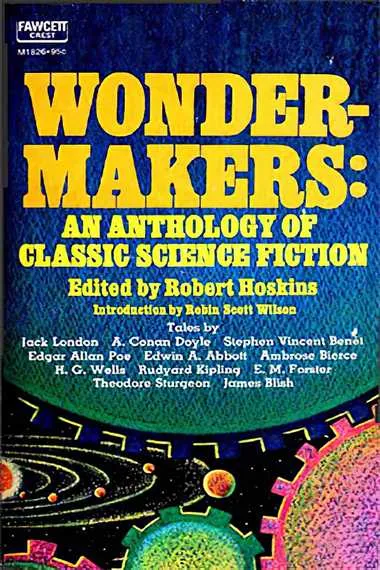 FAWCETT
CREST
M1826•95c
WONDER-
MAKERS:
AN ANTHOLOGY OF
CLASSIC SCIENCE FICTION
Edited by Robert Hoskins
Introduction by Robin Scott Wilson
Tales by
Jack London A. Conan Doyle Stephen Vincent Benét
Edgar Allan Poe Edwin A. Abbott Ambrose Bierce
H. G. Wells Rudyard Kipling E. M. Forster
Theodore Sturgeon James Blish